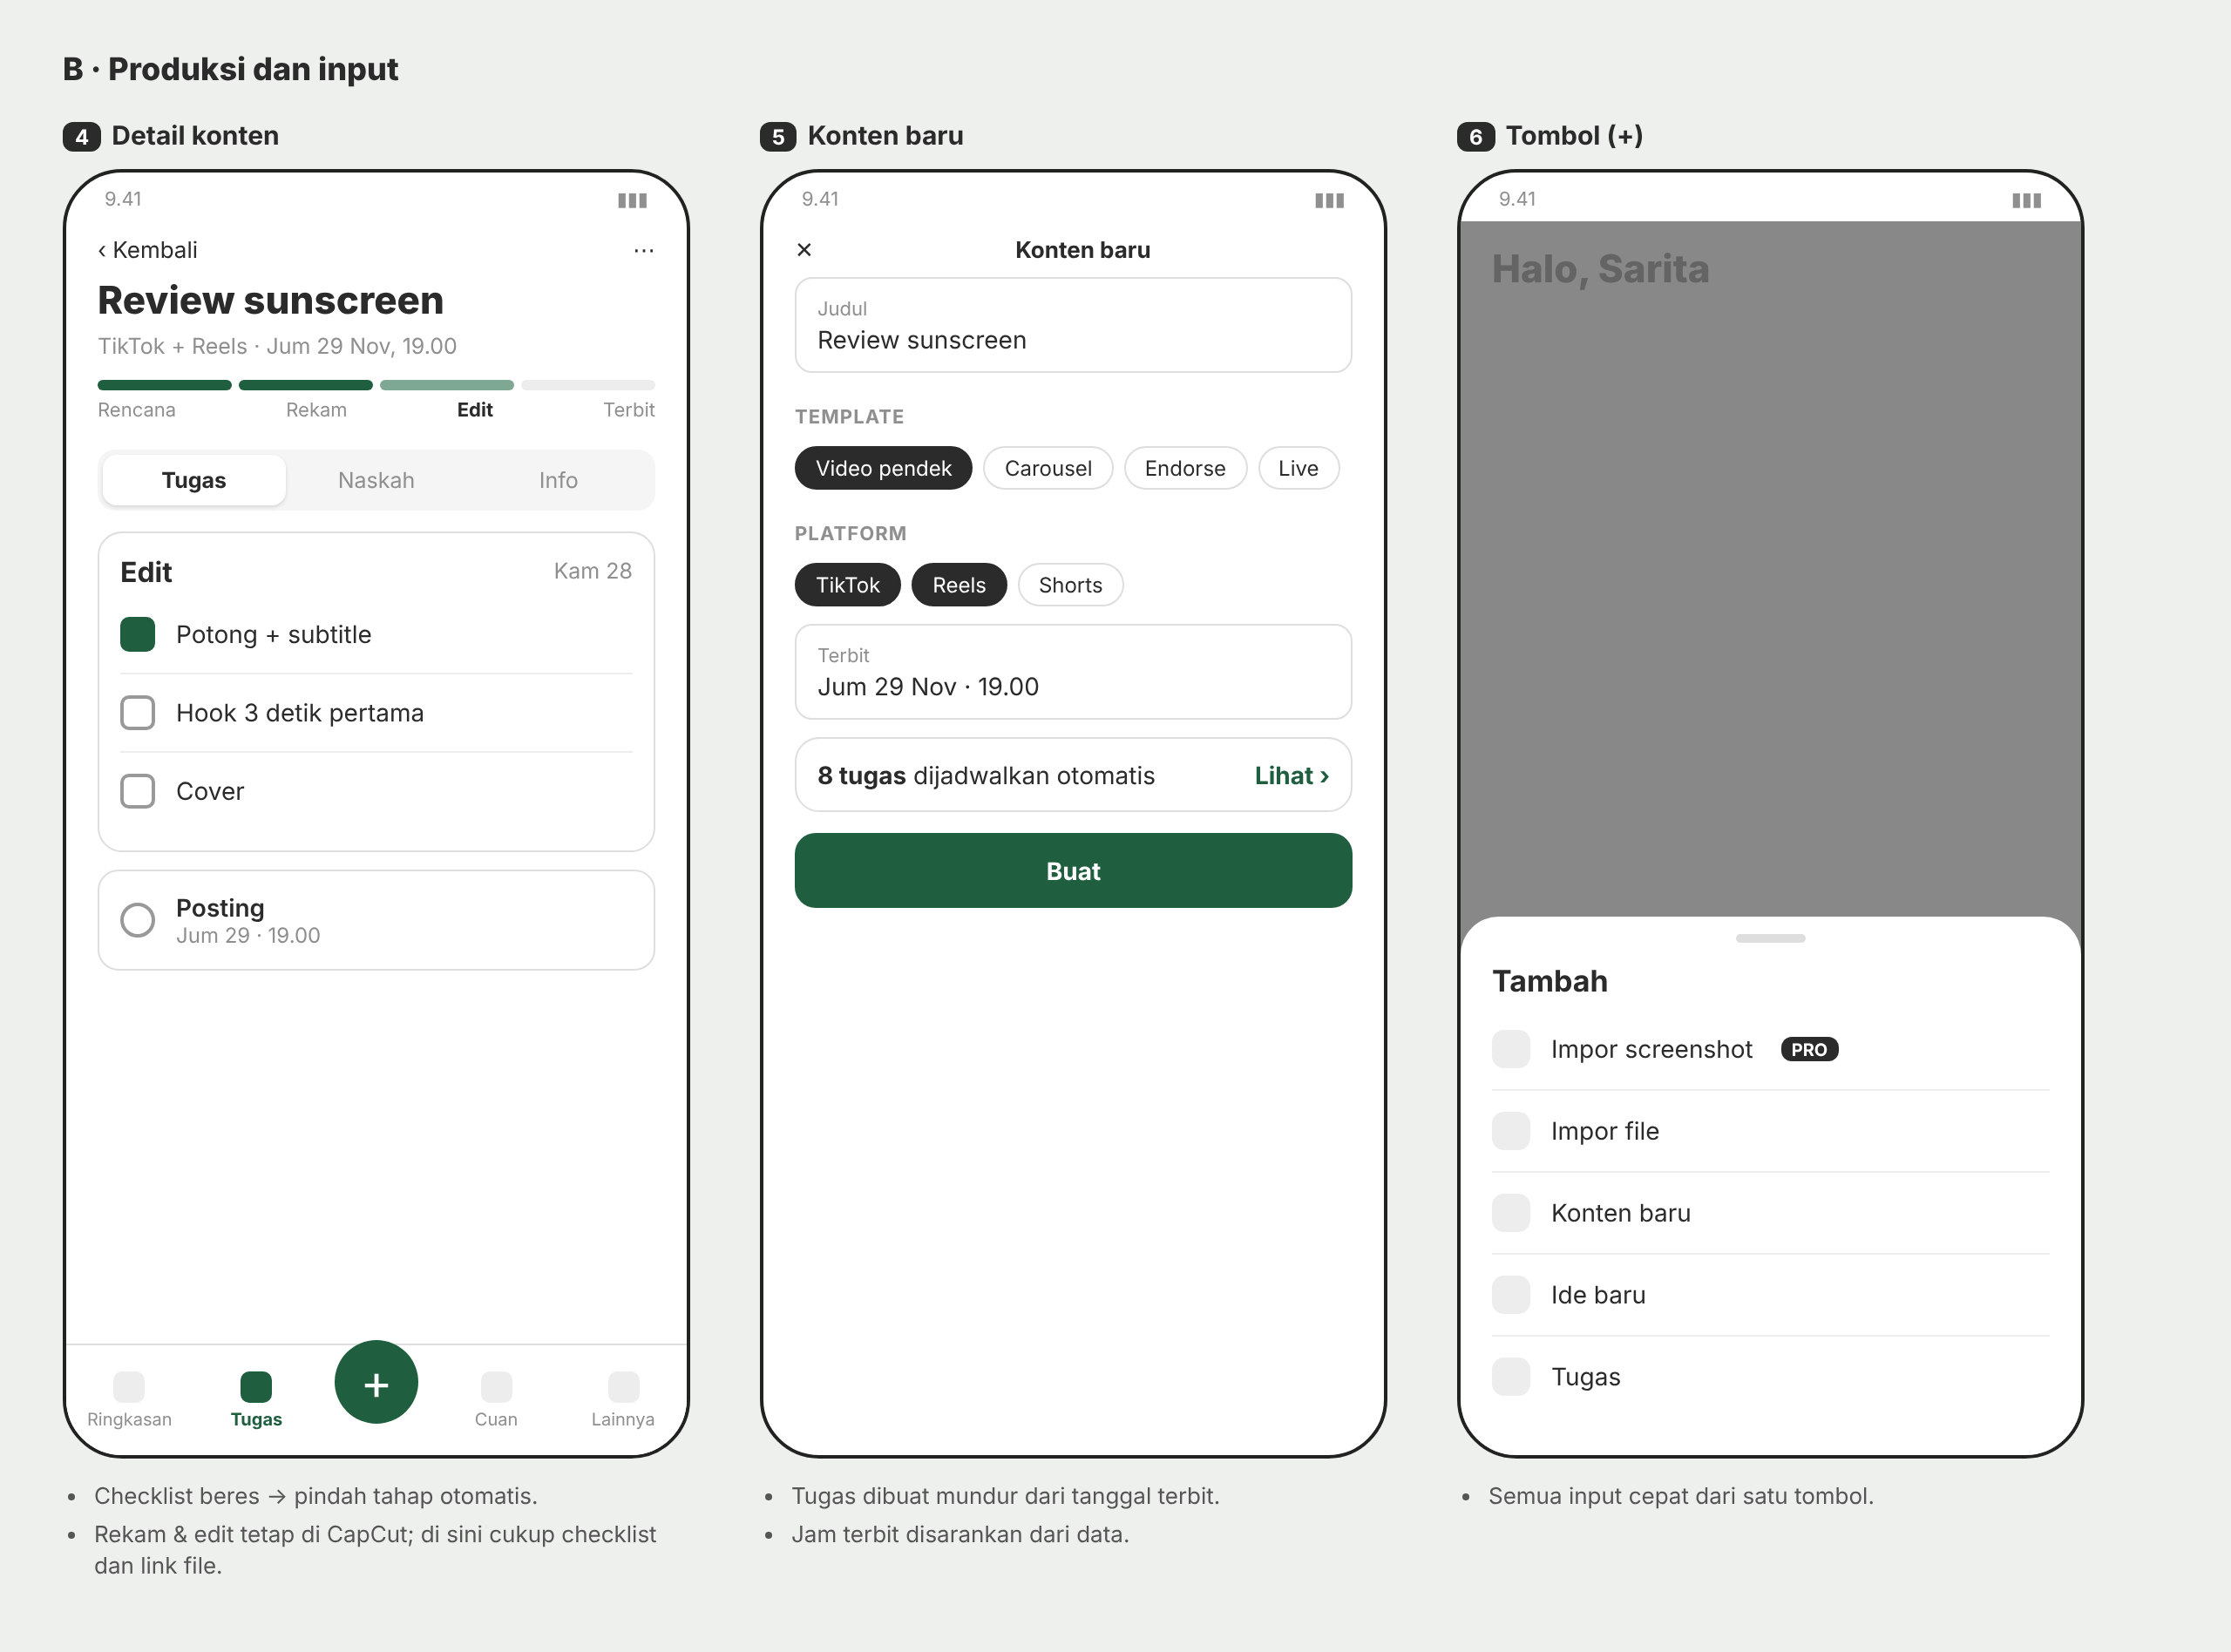 B · Produksi dan input
4 Detail konten
9.41
‹ Kembali
···
Review sunscreen
TikTok + Reels · Jum 29 Nov, 19.00
Rencana Rekam Edit Terbit
Tugas Naskah Info
Edit Kam 28
Potong + subtitle
Hook 3 detik pertama
Cover
Posting
Jum 29 · 19.00
+
Ringkasan Tugas Cuan Lainnya
• Checklist beres → pindah tahap otomatis.
• Rekam & edit tetap di CapCut; di sini cukup checklist
dan link file.
5 Konten baru
9.41
✕ Konten baru
Judul
Review sunscreen
TEMPLATE
Video pendek Carousel Endorse Live
PLATFORM
TikTok Reels Shorts
Terbit
Jum 29 Nov · 19.00
8 tugas dijadwalkan otomatis Lihat ›
Buat
• Tugas dibuat mundur dari tanggal terbit.
• Jam terbit disarankan dari data.
6 Tombol (+)
9.41
Halo, Sarita
Tambah
Impor screenshot PRO
Impor file
Konten baru
Ide baru
Tugas
• Semua input cepat dari satu tombol.